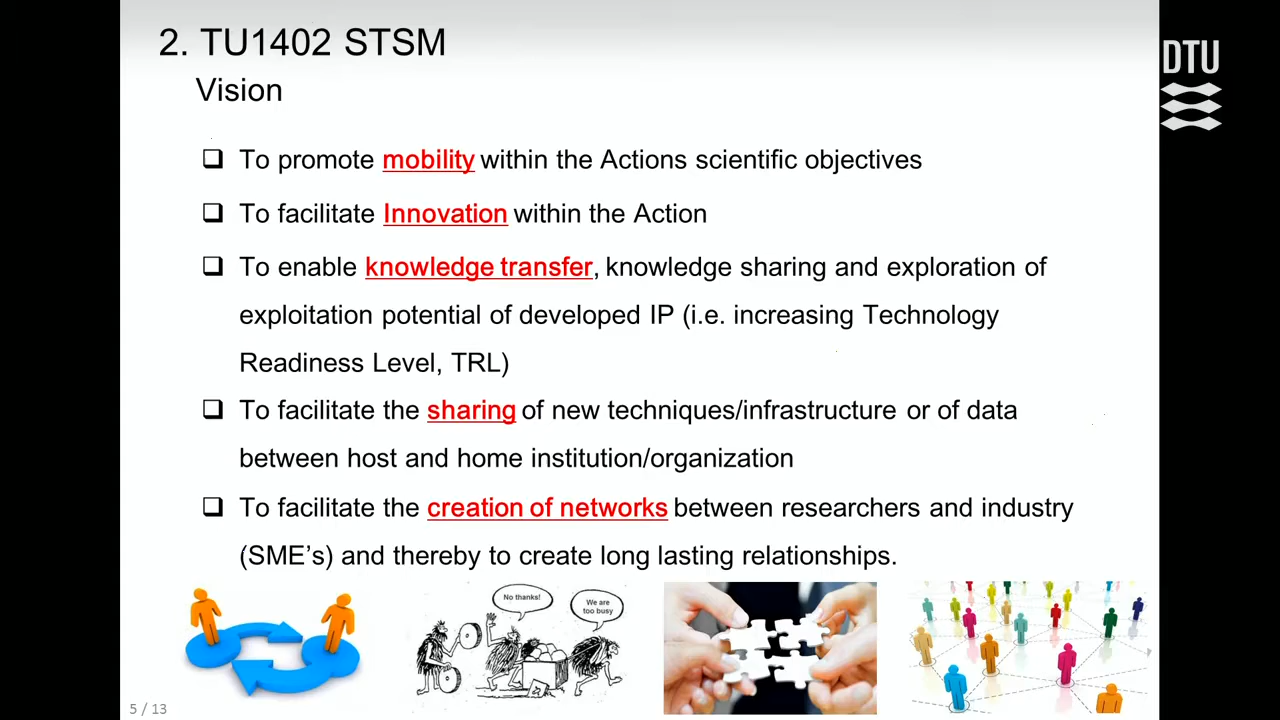 2. TU1402 STSM
Vision
To promote mobility within the Actions scientific objectives
To facilitate Innovation within the Action
To enable knowledge transfer, knowledge sharing and exploration of
exploitation potential of developed IP (i.e. increasing Technology
Readiness Level, TRL)
To facilitate the sharing of new techniques/infrastructure or of data
between host and home institution/organization
To facilitate the creation of networks between researchers and industry
(SME's) and thereby to create long lasting relationships.
No thanks!
We are
too busy
5 / 13
DTU